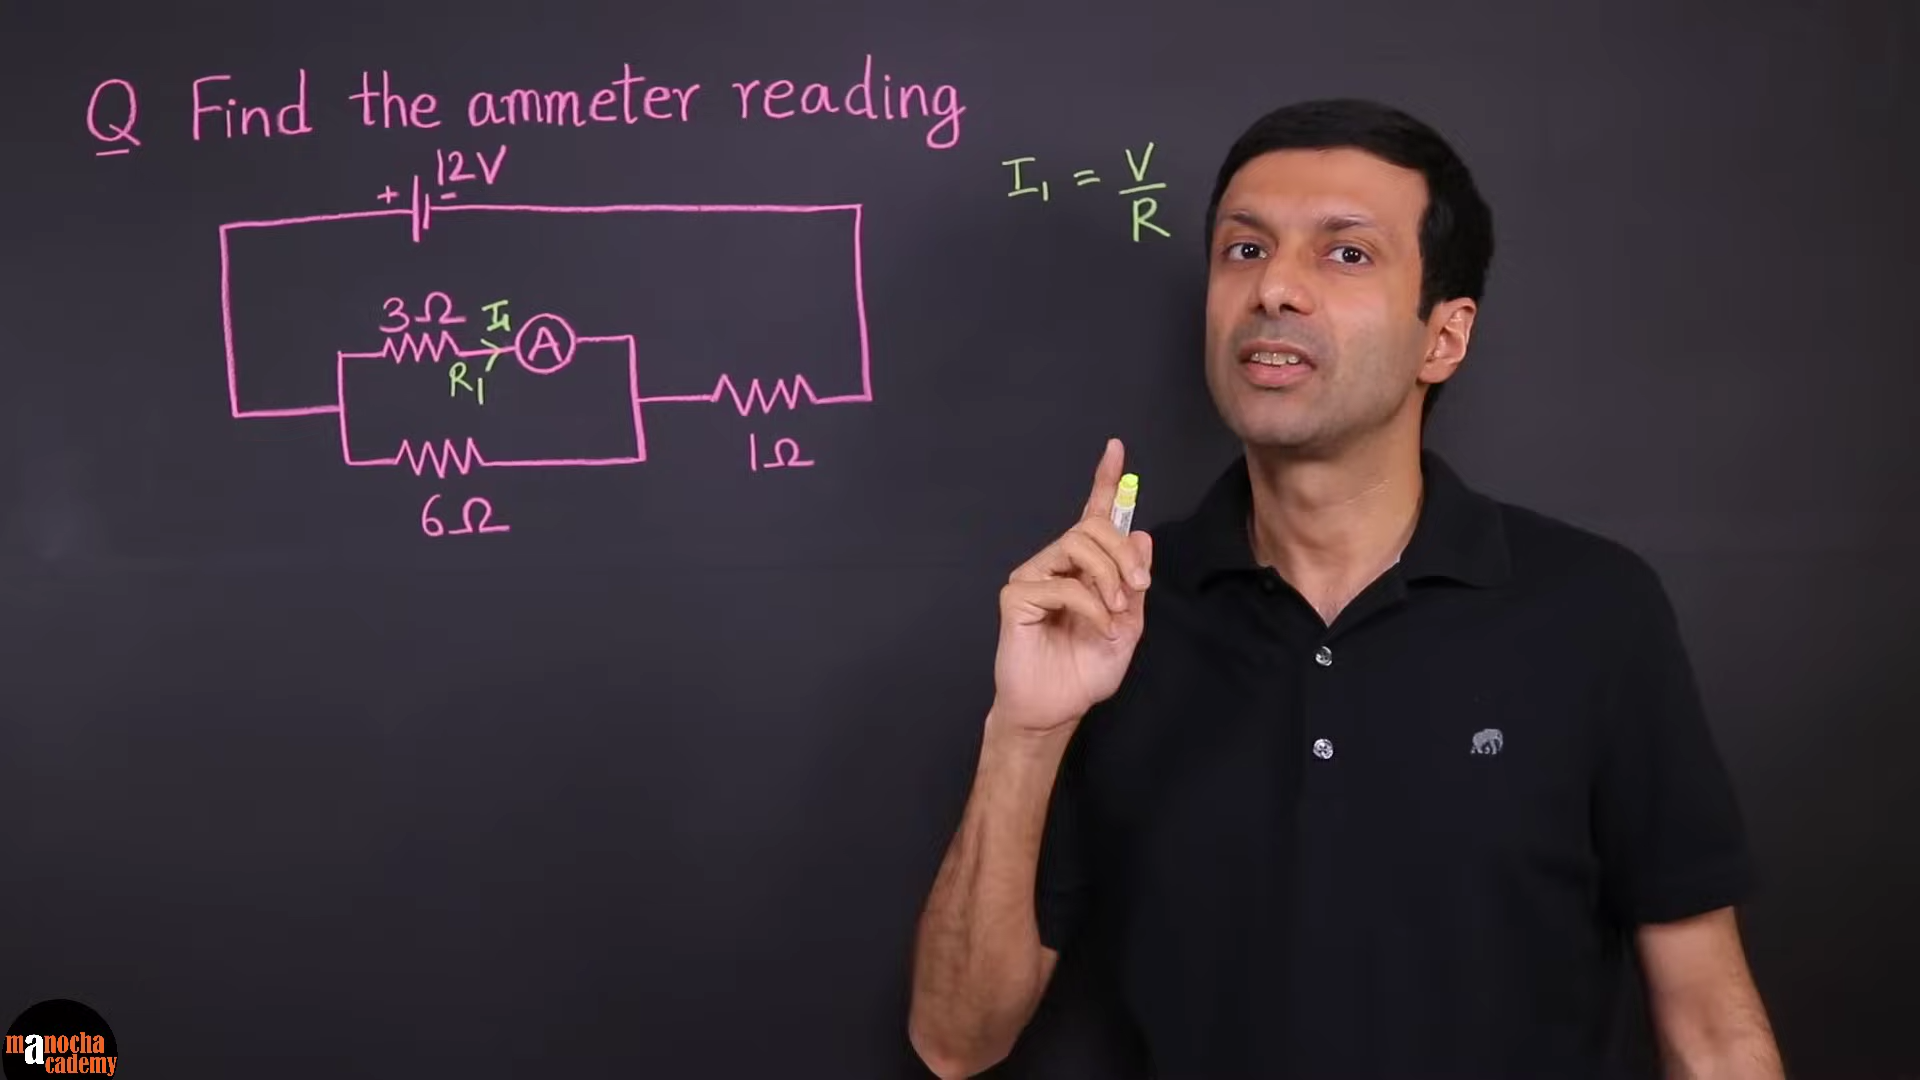 Q Find the ammeter reading
12V
+ -
I₁ = V/R
3Ω I₁
A
R₁
1Ω
6Ω
manocha
academy